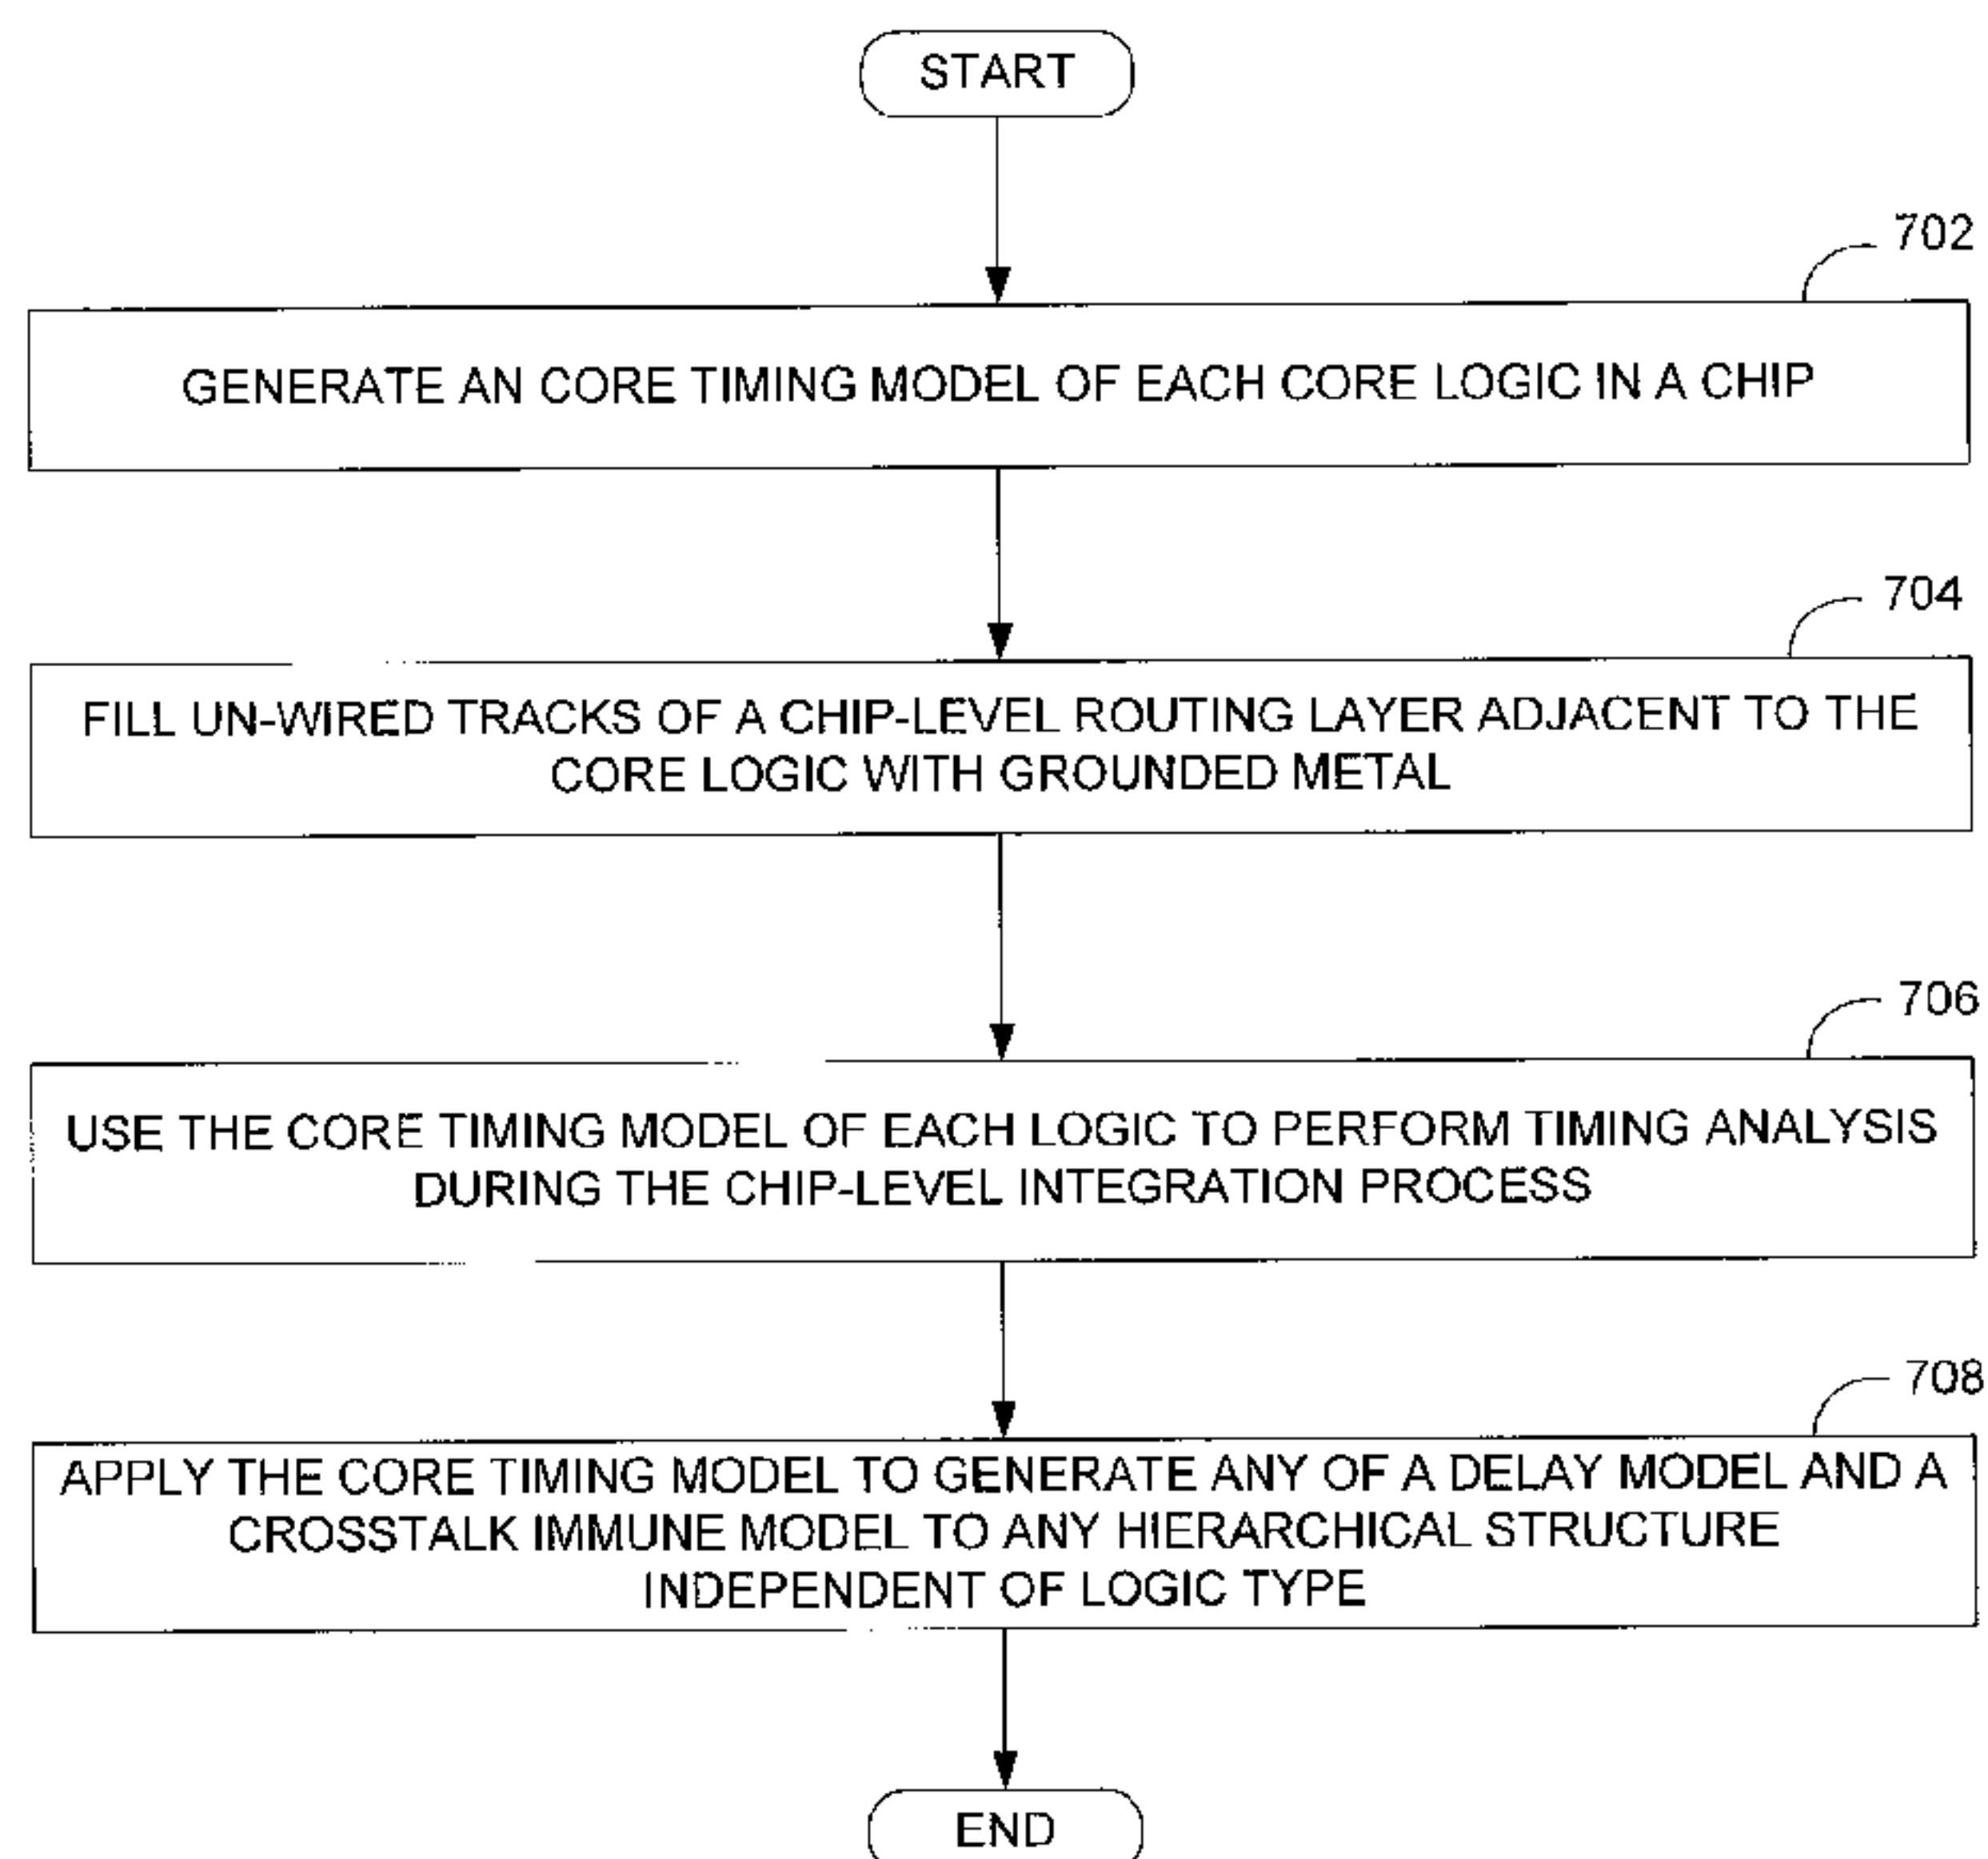 START
702
GENERATE AN CORE TIMING MODEL OF EACH CORE LOGIC IN A CHIP
704
FILL UN-WIRED TRACKS OF A CHIP-LEVEL ROUTING LAYER ADJACENT TO THE
CORE LOGIC WITH GROUNDED METAL
706
USE THE CORE TIMING MODEL OF EACH LOGIC TO PERFORM TIMING ANALYSIS
DURING THE CHIP-LEVEL INTEGRATION PROCESS
708
APPLY THE CORE TIMING MODEL TO GENERATE ANY OF A DELAY MODEL AND A
CROSSTALK IMMUNE MODEL TO ANY HIERARCHICAL STRUCTURE
INDEPENDENT OF LOGIC TYPE
END